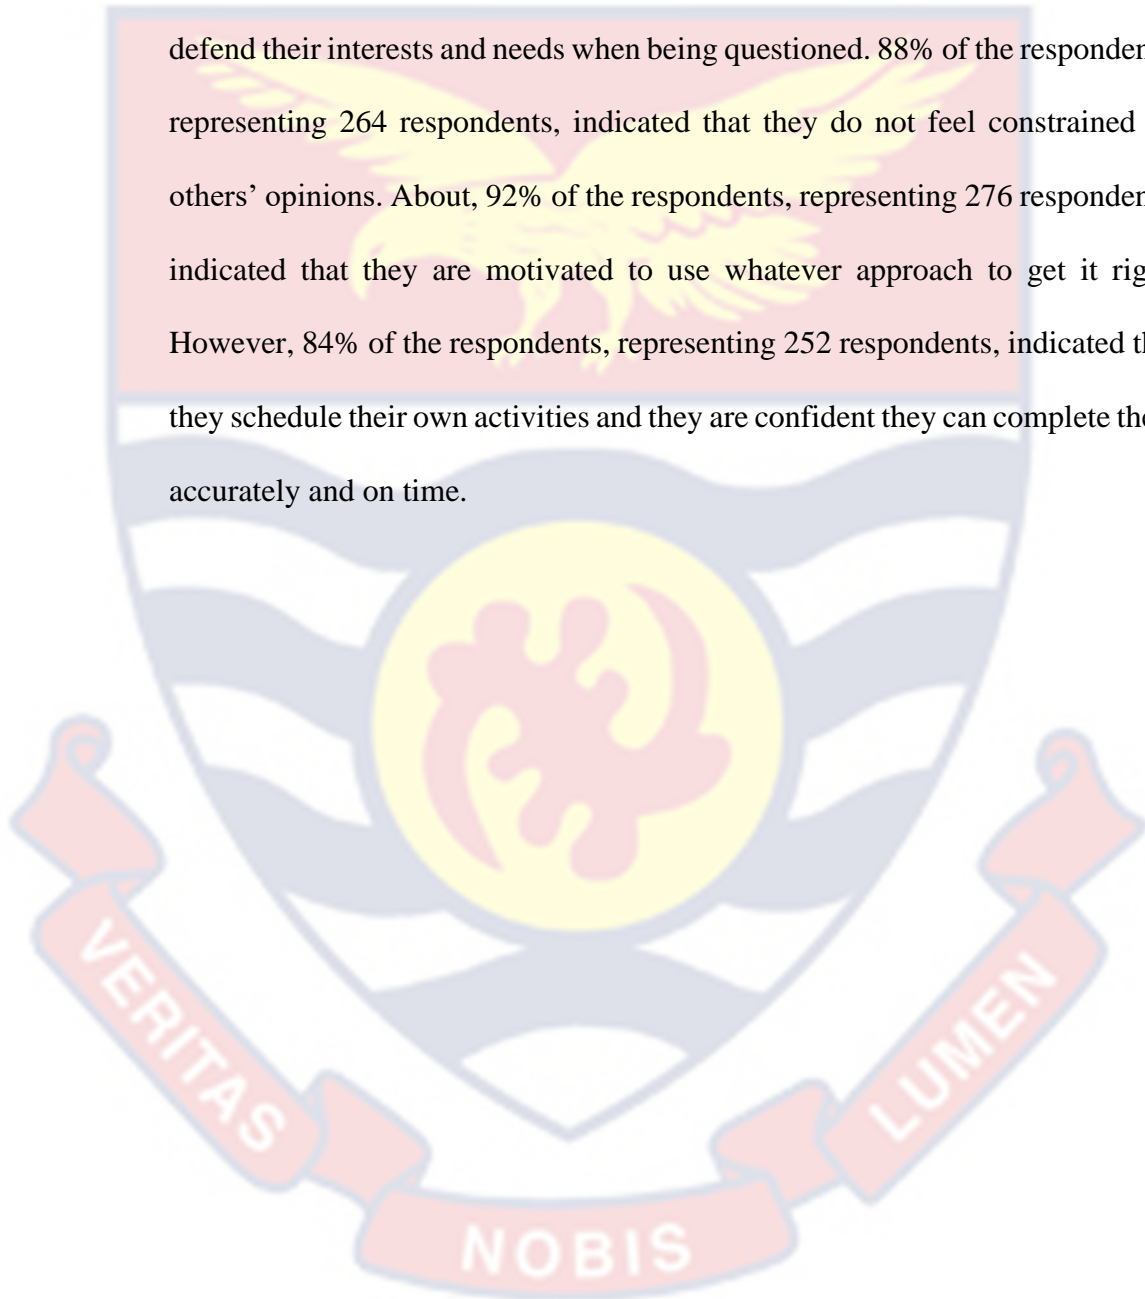 defend their interests and needs when being questioned. 88% of the responden
representing 264 respondents, indicated that they do not feel constrained
others’ opinions. About, 92% of the respondents, representing 276 responden
indicated that they are motivated to use whatever approach to get it rig
However, 84% of the respondents, representing 252 respondents, indicated th
they schedule their own activities and they are confident they can complete the
accurately and on time.
VERITAS
NOBIS
LUMEN